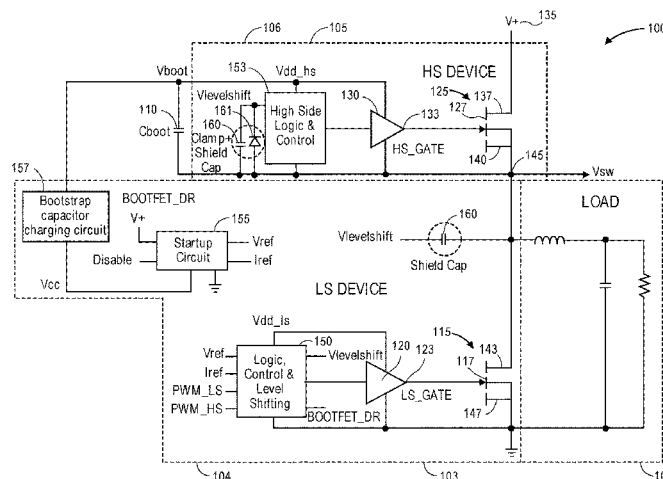 106
105
V+
135
100
Vboot
153
Vdd_hs
HS DEVICE
Vlevelshift
161
130
133
125
137
127
110
Cboot
160
Clamp+
Shield
Cap
High Side
Logic &
Control
HS_GATE
140
145
Vsw
157
Bootstrap
capacitor
charging circuit
BOOTFET_DR
V+
155
Startup
Circuit
Vref
Iref
Disable
Vcc
Vlevelshift
160
Shield Cap
LOAD
LS DEVICE
Vdd_ls
150
Vref
Iref
PWM_LS
PWM_HS
Logic,
Control &
Level
Shifting
Vlevelshift
120
123
115
143
117
LS_GATE
147
BOOTFET_DR
104
103